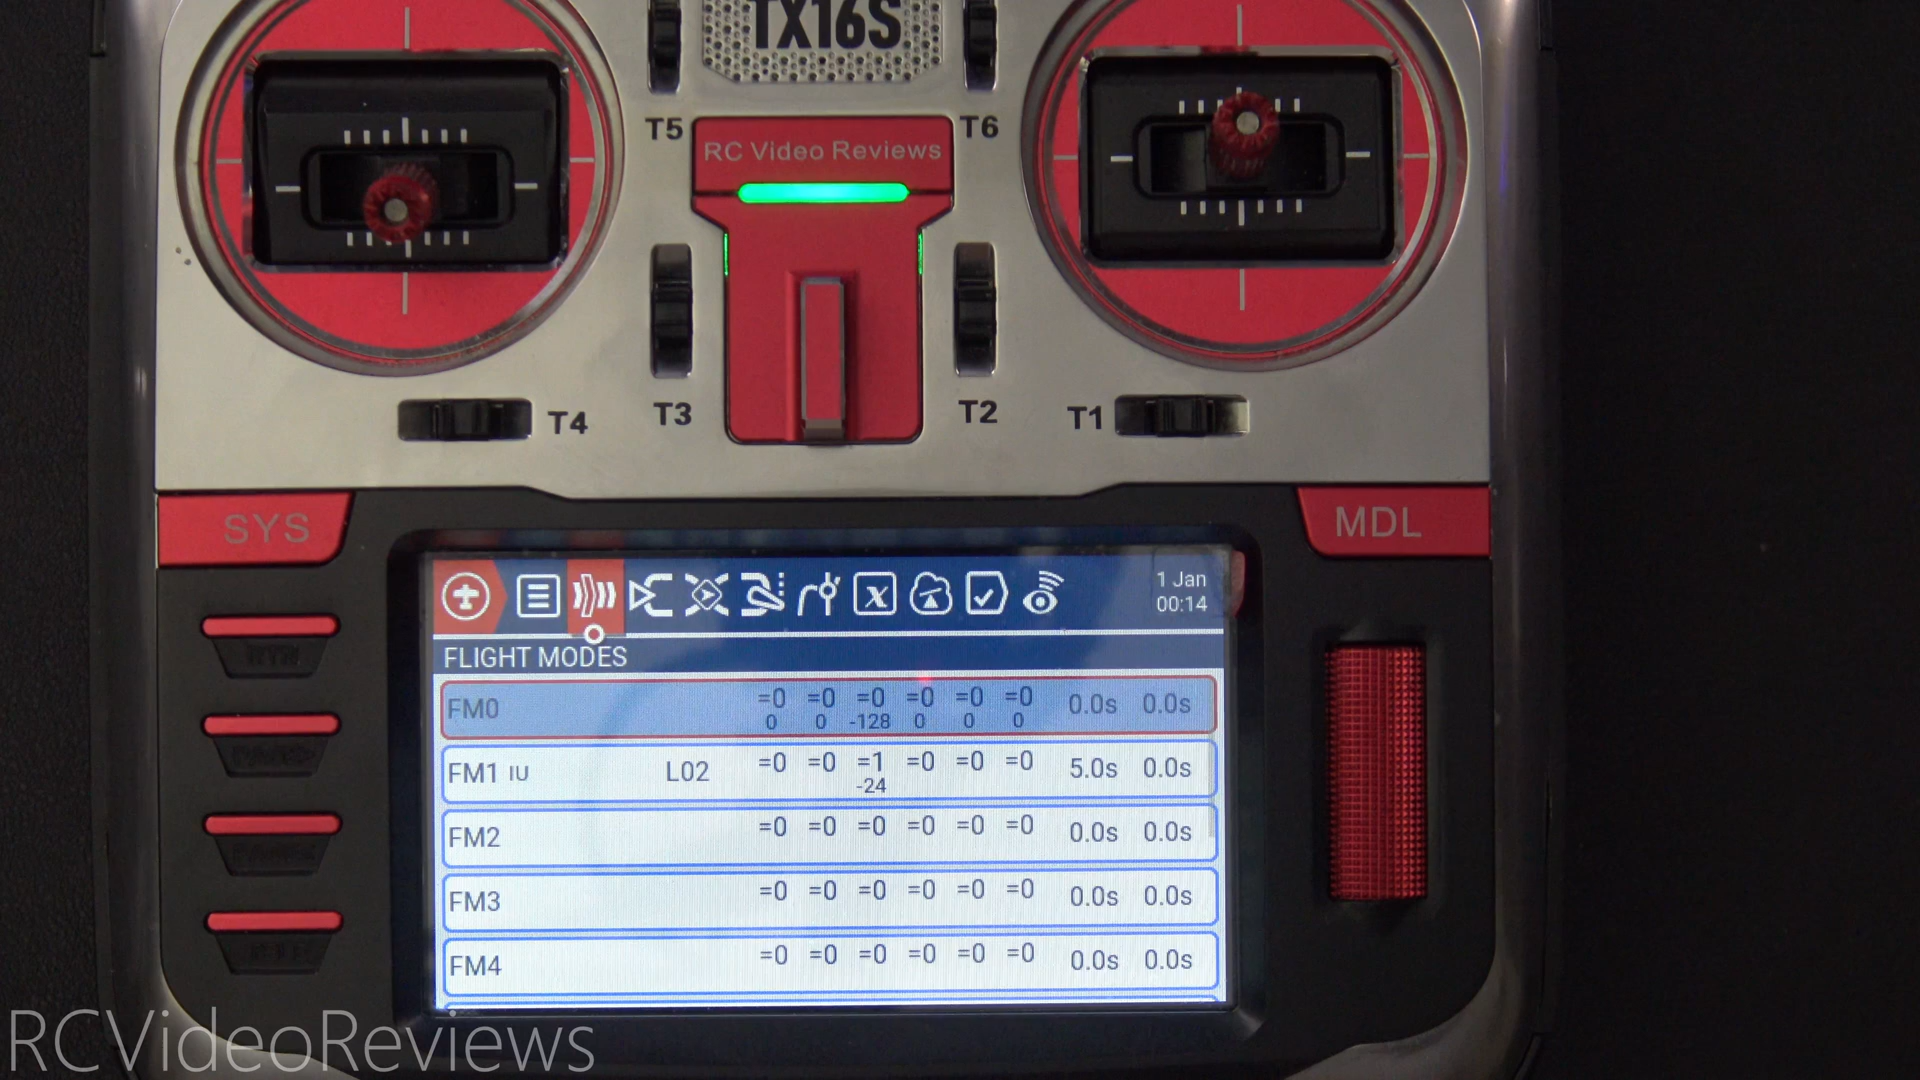 TX16S
T5
T6
RC Video Reviews
T4
T3
T2
T1
SYS
MDL
1 Jan
00:14
FLIGHT MODES
FM0 =0 =0 =0 =0 =0 =0 0.0s 0.0s
0 0 -128 0 0 0
FM1 IU L02 =0 =0 =1 =0 =0 =0 5.0s 0.0s
-24
FM2 =0 =0 =0 =0 =0 =0 0.0s 0.0s
FM3 =0 =0 =0 =0 =0 =0 0.0s 0.0s
FM4 =0 =0 =0 =0 =0 =0 0.0s 0.0s
RCVideoReviews